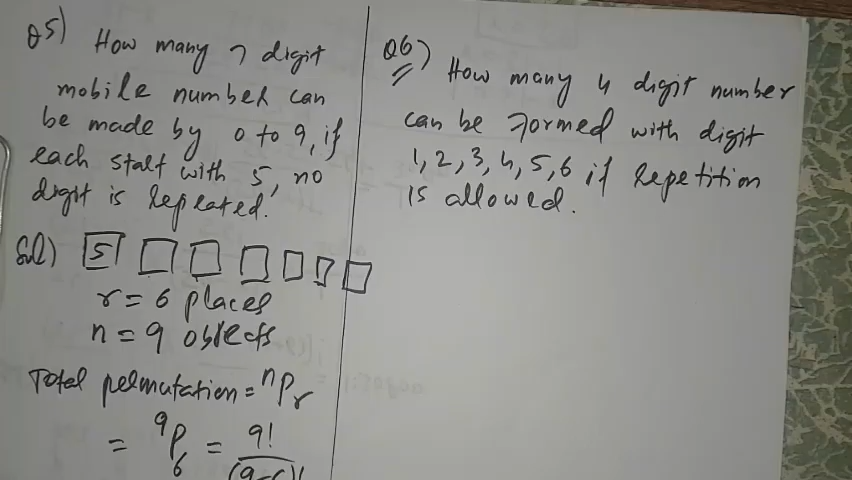 Q5) How many 7 digit
mobile number can
be made by 0 to 9, if
each start with 5, no
digit is repeated.
Sol) 5
r = 6 places
n = 9 objects
Total permutation = nPr
= 9P6 = 9!
(9-6)!
Q6) How many 4 digit number
can be formed with digit
1, 2, 3, 4, 5, 6 if repetition
is allowed.